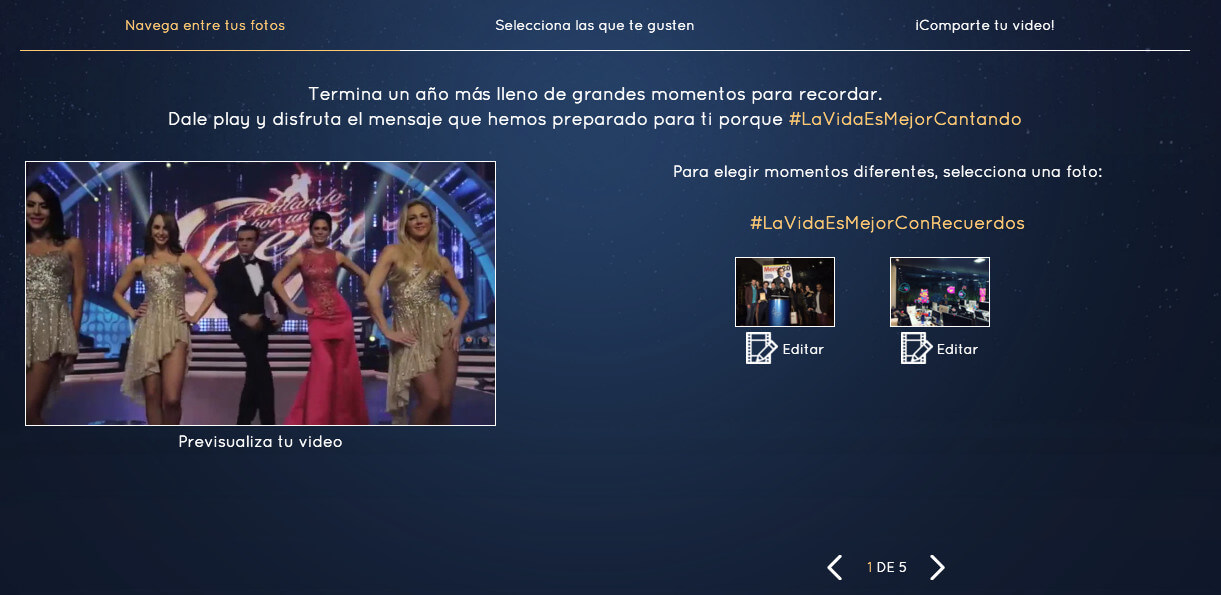 Navega entre tus fotos
Selecciona las que te gusten
¡Comparte tu video!
Termina un año más lleno de grandes momentos para recordar.
Dale play y disfruta el mensaje que hemos preparado para ti porque #LaVidaEsMejorCantando
Bailando
por un
Para elegir momentos diferentes, selecciona una foto:
#LaVidaEsMejorConRecuerdos
Editar
Editar
Previsualiza tu video
1 DE 5